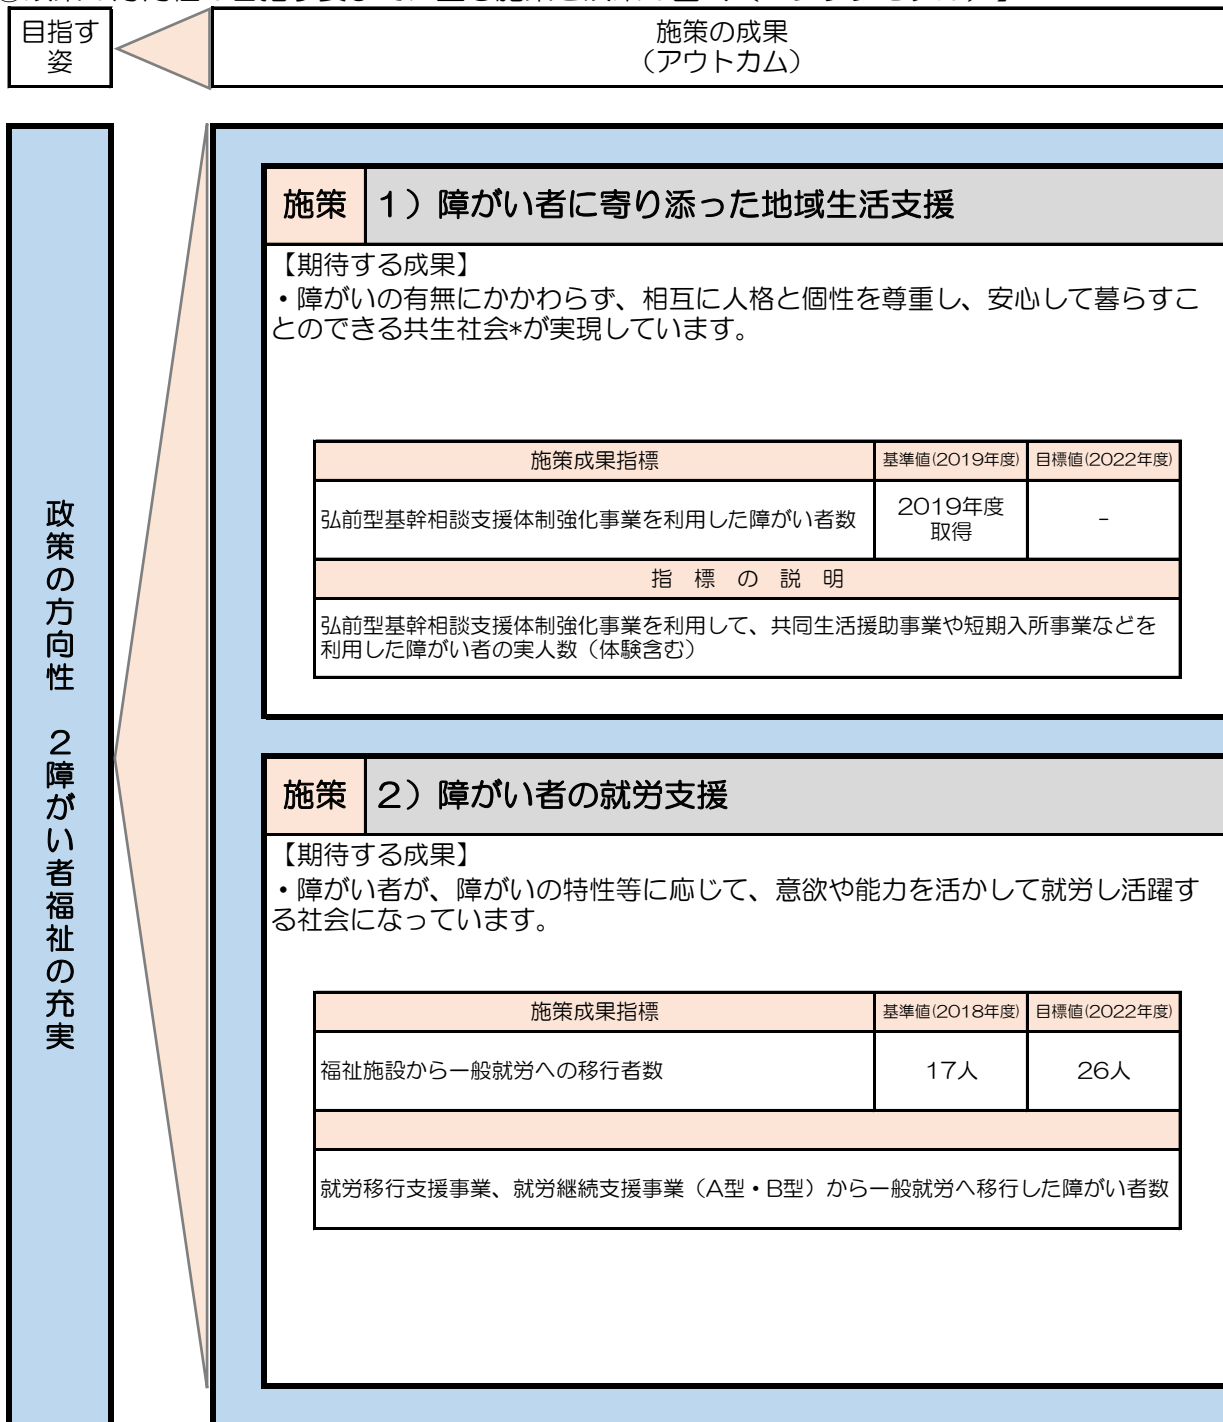 目指す
姿
施策の成果
（アウトカム）
政策の方向性　２障がい者福祉の充実
施策
１）障がい者に寄り添った地域生活支援
【期待する成果】
・障がいの有無にかかわらず、相互に人格と個性を尊重し、安心して暮らすこ
とのできる共生社会*が実現しています。
施策成果指標
基準値(2019年度)
目標値(2022年度)
弘前型基幹相談支援体制強化事業を利用した障がい者数
2019年度
取得
-
指　標　の　説　明
弘前型基幹相談支援体制強化事業を利用して、共同生活援助事業や短期入所事業などを
利用した障がい者の実人数（体験含む）
施策
２）障がい者の就労支援
【期待する成果】
・障がい者が、障がいの特性等に応じて、意欲や能力を活かして就労し活躍す
る社会になっています。
施策成果指標
基準値(2018年度)
目標値(2022年度)
福祉施設から一般就労への移行者数
17人
26人
就労移行支援事業、就労継続支援事業（A型・B型）から一般就労へ移行した障がい者数